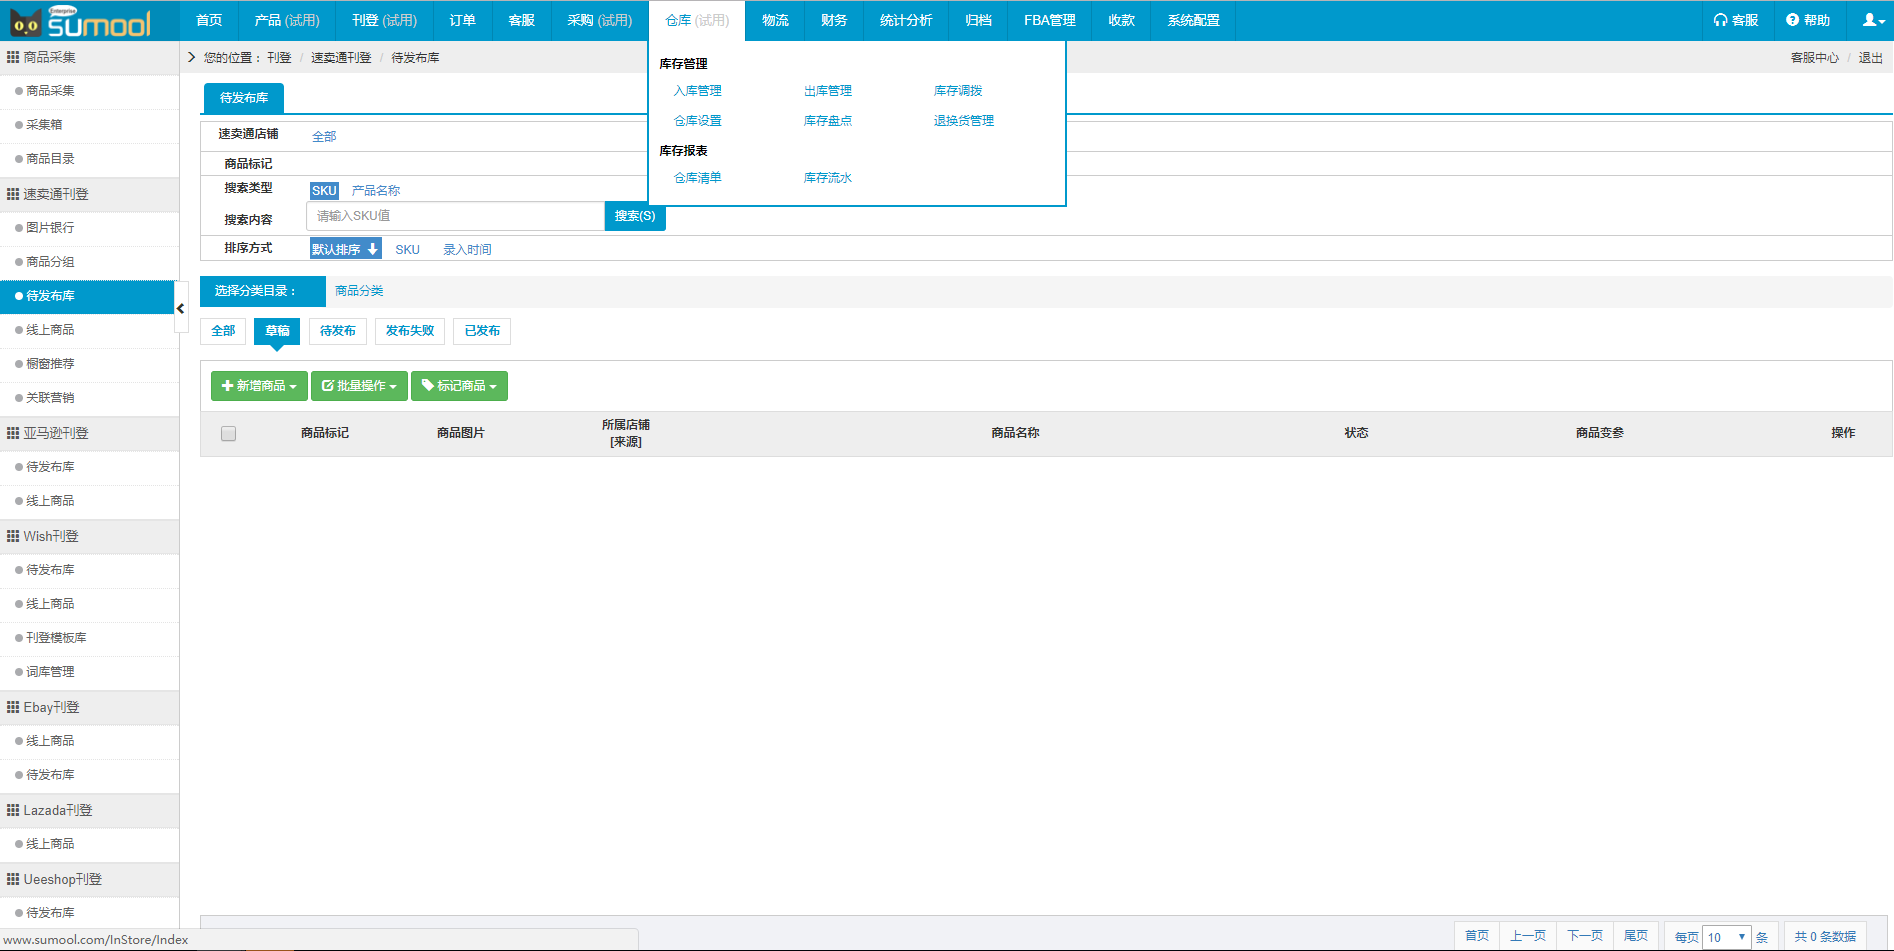 Enterprise
sumool
首页 产品 (试用) 刊登 (试用) 订单 客服 采购 (试用) 仓库 (试用) 物流 财务 统计分析 归档 FBA管理 收款 系统配置 客服 帮助
您的位置： 刊登 / 速卖通刊登 / 待发布库 客服中心 / 退出
库存管理
入库管理 出库管理 库存调拨
仓库设置 库存盘点 退换货管理
库存报表
仓库清单 库存流水
商品采集
商品采集
采集箱
商品目录
速卖通刊登
图片银行
商品分组
待发布库
线上商品
橱窗推荐
关联营销
亚马逊刊登
待发布库
线上商品
Wish刊登
待发布库
线上商品
刊登模板库
词库管理
Ebay刊登
线上商品
待发布库
Lazada刊登
线上商品
Ueeshop刊登
待发布库
待发布库
速卖通店铺 全部
商品标记
搜索类型 SKU 产品名称
搜索内容 请输入SKU值 搜索(S)
排序方式 默认排序 SKU 录入时间
选择分类目录： 商品分类
全部 草稿 待发布 发布失败 已发布
新增商品 批量操作 标记商品
商品标记 商品图片 所属店铺 商品名称 状态 商品变参 操作
[来源]
首页 上一页 下一页 尾页 每页 10 条 共 0 条数据
www.sumool.com/InStore/Index